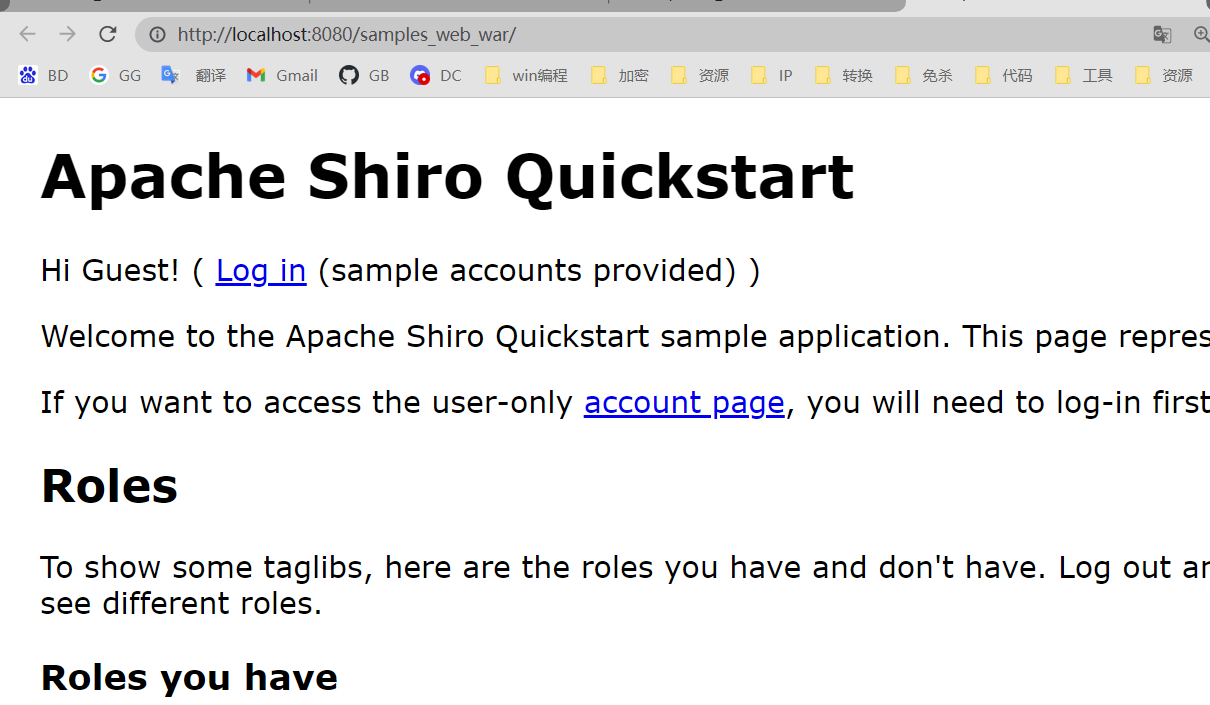 http://localhost:8080/samples_web_war/
BD GG 翻译 Gmail GB DC win编程 加密 资源 IP 转换 免杀 代码 工具 资源
Apache Shiro Quickstart
Hi Guest! ( Log in (sample accounts provided) )
Welcome to the Apache Shiro Quickstart sample application. This page repres
If you want to access the user-only account page, you will need to log-in first
Roles
To show some taglibs, here are the roles you have and don't have. Log out an
see different roles.
Roles you have